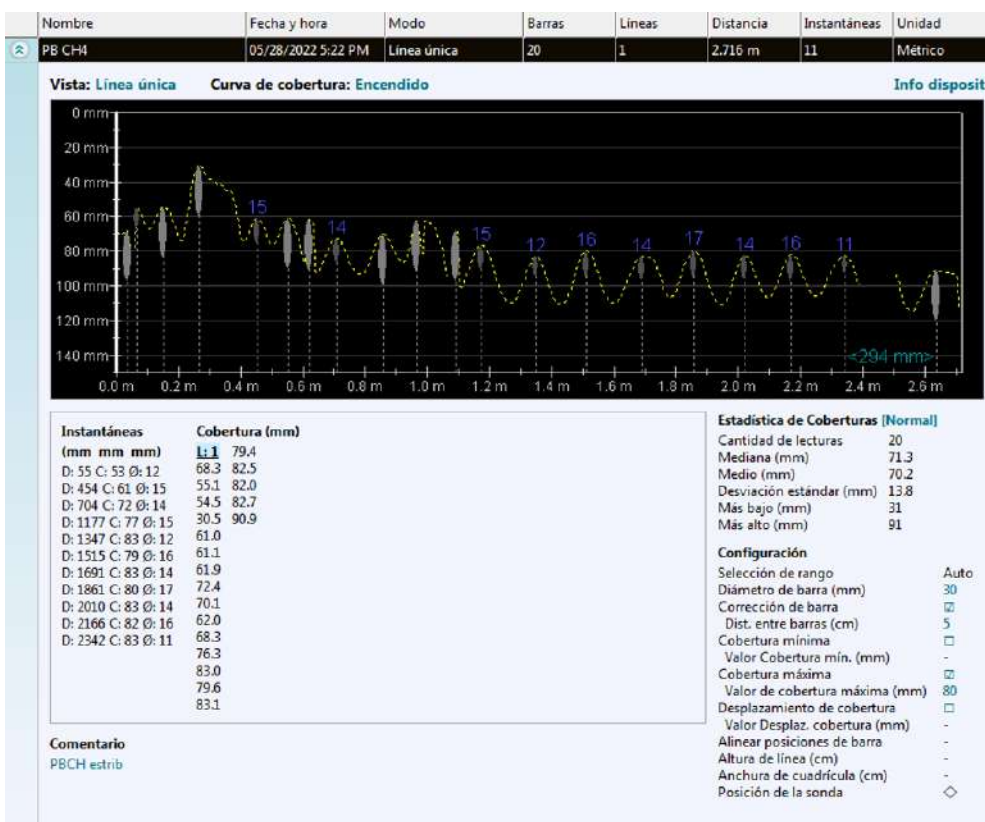 Nombre Fecha y hora Modo Barras Líneas Distancia Instantáneas Unidad
PB CH4 05/28/2022 5:22 PM Línea única 20 1 2.716 m 11 Métrico
Vista: Línea única Curva de cobertura: Encendido Info disposit
0 mm
20 mm
40 mm
60 mm
80 mm
100 mm
120 mm
140 mm
15 14 15 12 16 14 17 14 16 11
<294 mm>
0.0 m 0.2 m 0.4 m 0.6 m 0.8 m 1.0 m 1.2 m 1.4 m 1.6 m 1.8 m 2.0 m 2.2 m 2.4 m 2.6 m
Instantáneas
(mm mm mm)
D: 55 C: 53 Ø: 12
D: 454 C: 61 Ø: 15
D: 704 C: 72 Ø: 14
D: 1177 C: 77 Ø: 15
D: 1347 C: 83 Ø: 12
D: 1515 C: 79 Ø: 16
D: 1691 C: 83 Ø: 14
D: 1861 C: 80 Ø: 17
D: 2010 C: 83 Ø: 14
D: 2166 C: 82 Ø: 16
D: 2342 C: 83 Ø: 11
Cobertura (mm)
L: 1 79.4
68.3 82.5
55.1 82.0
54.5 82.7
30.5 90.9
61.0
61.1
61.9
72.4
70.1
62.0
68.3
76.3
83.0
79.6
83.1
Estadística de Coberturas [Normal]
Cantidad de lecturas 20
Mediana (mm) 71.3
Medio (mm) 70.2
Desviación estándar (mm) 13.8
Más bajo (mm) 31
Más alto (mm) 91
Configuración
Selección de rango Auto
Diámetro de barra (mm) 30
Corrección de barra ☑
Dist. entre barras (cm) 5
Cobertura mínima ☐
Valor Cobertura mín. (mm) -
Cobertura máxima ☑
Valor de cobertura máxima (mm) 80
Desplazamiento de cobertura ☐
Valor Desplaz. cobertura (mm) -
Alinear posiciones de barra -
Altura de línea (cm) -
Anchura de cuadrícula (cm) -
Posición de la sonda ◇
Comentario
PBCH estrib